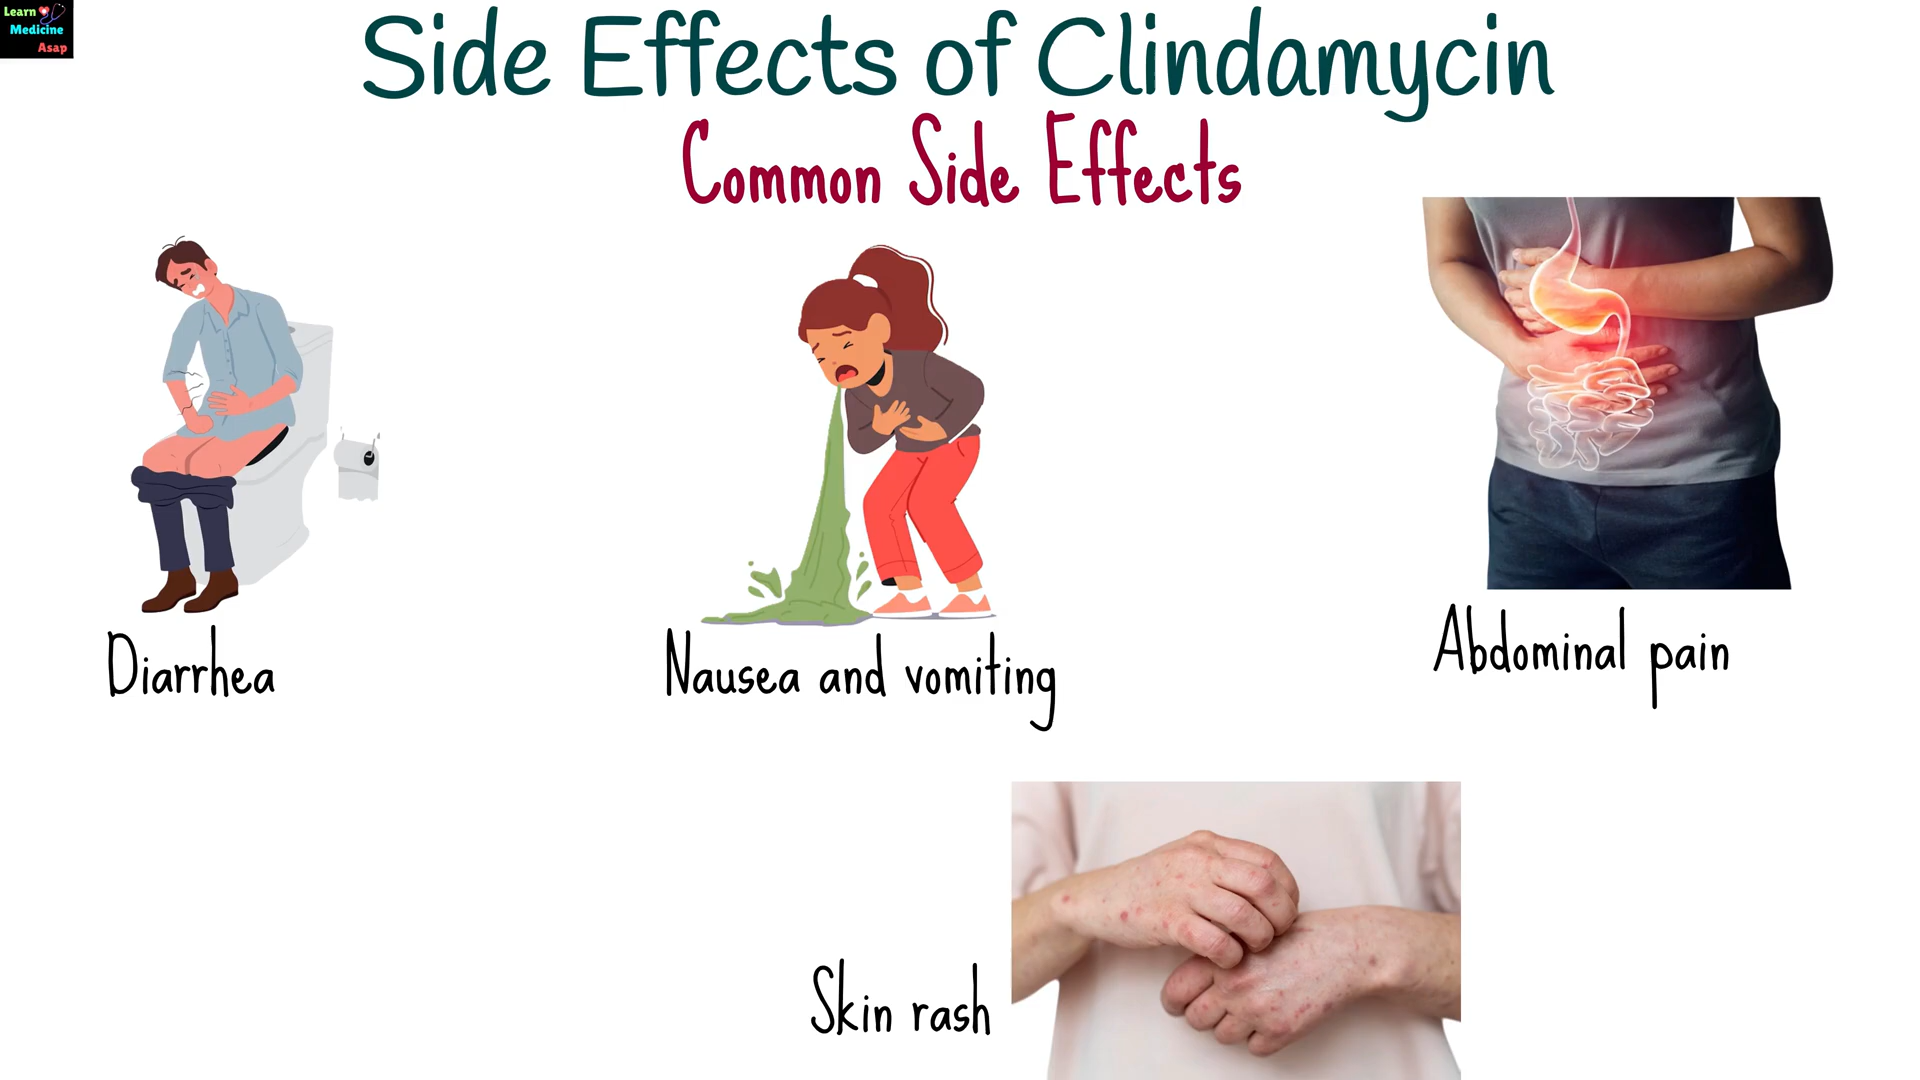 Learn
Medicine
Asap
Side Effects of Clindamycin
Common Side Effects
Diarrhea
Nausea and vomiting
Abdominal pain
Skin rash